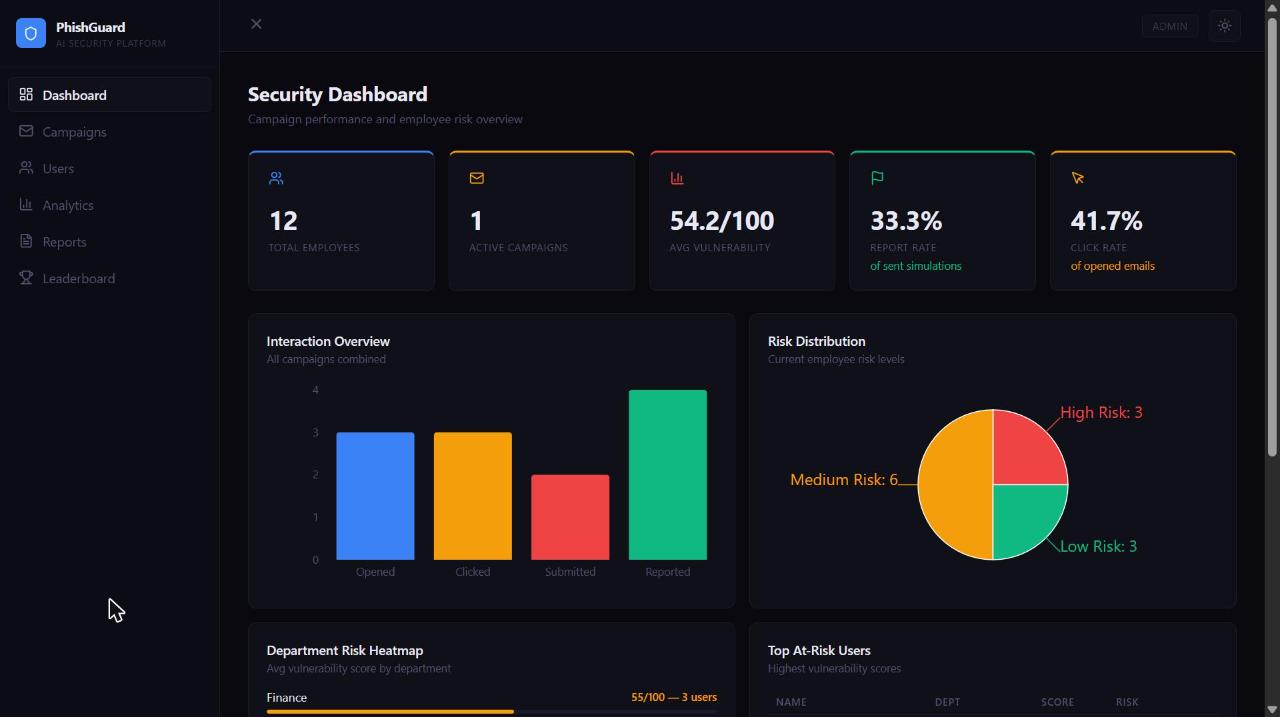 PhishGuard
AI SECURITY PLATFORM
Dashboard
Campaigns
Users
Analytics
Reports
Leaderboard
ADMIN
Security Dashboard
Campaign performance and employee risk overview
12
TOTAL EMPLOYEES
1
ACTIVE CAMPAIGNS
54.2/100
AVG VULNERABILITY
33.3%
REPORT RATE
of sent simulations
41.7%
CLICK RATE
of opened emails
Interaction Overview
All campaigns combined
4
3
2
1
0
Opened Clicked Submitted Reported
Risk Distribution
Current employee risk levels
High Risk: 3
Medium Risk: 6
Low Risk: 3
Department Risk Heatmap
Avg vulnerability score by department
Finance 55/100 — 3 users
Top At-Risk Users
Highest vulnerability scores
NAME DEPT SCORE RISK